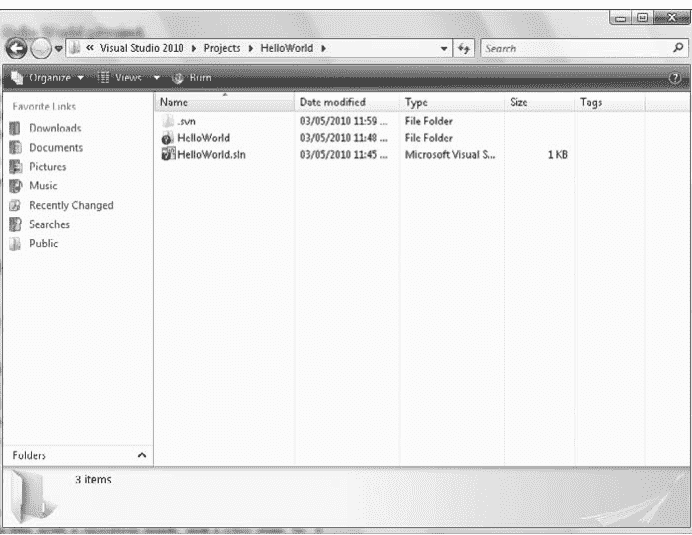 « Visual Studio 2010 Projects HelloWorld
Search
Organize Views Burn
Favorite Links
Downloads
Documents
Pictures
Music
Recently Changed
Searches
Public
Folders
Name Date modified Type Size Tags
.svn 03/05/2010 11:59 ... File Folder
HelloWorld 03/05/2010 11:48 ... File Folder
HelloWorld.sln 03/05/2010 11:45 ... Microsoft Visual S... 1 KB
3 items